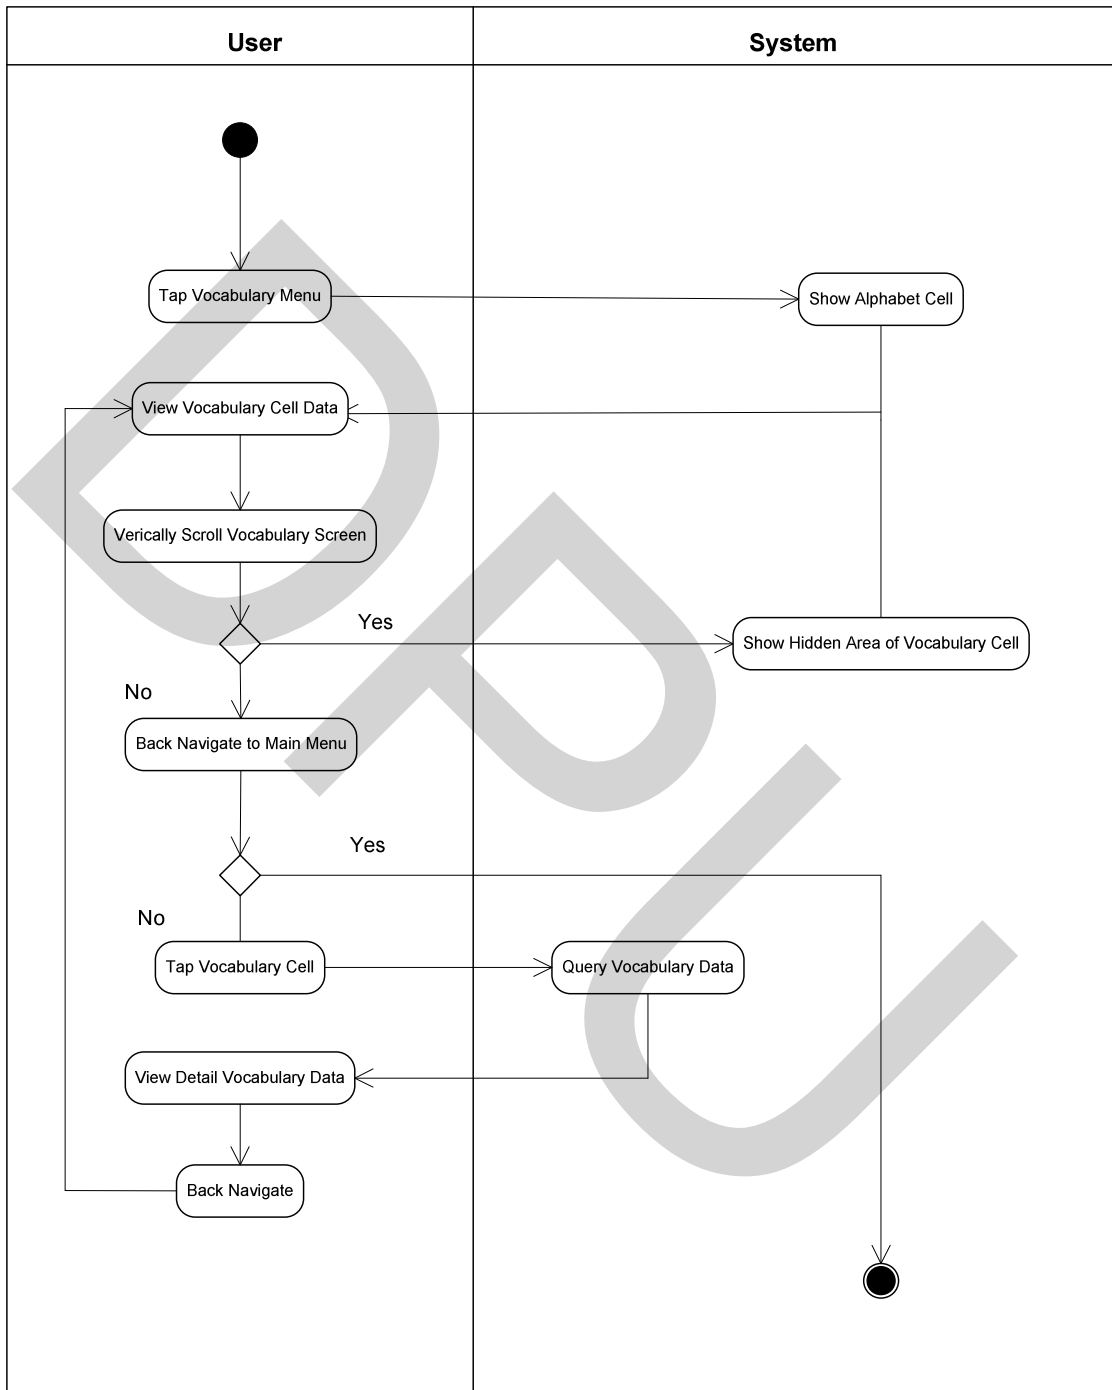 User
System
Tap Vocabulary Menu
Show Alphabet Cell
View Vocabulary Cell Data
Verically Scroll Vocabulary Screen
Yes
Show Hidden Area of Vocabulary Cell
No
Back Navigate to Main Menu
Yes
No
Tap Vocabulary Cell
Query Vocabulary Data
View Detail Vocabulary Data
Back Navigate
DPU